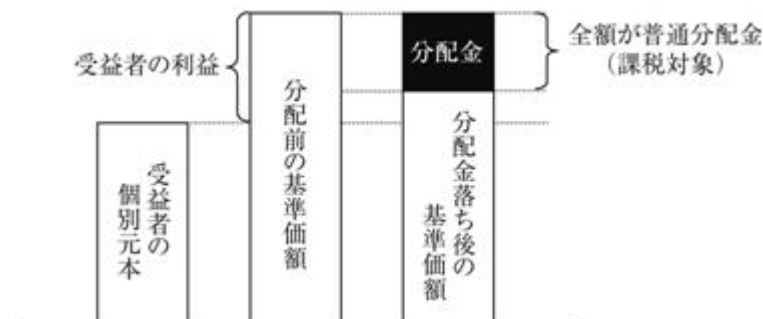 受益者の利益
受益者の
個別元本
分配前の基準価額
分配金
分配金落ち後の
基準価額
全額が普通分配金
（課税対象）